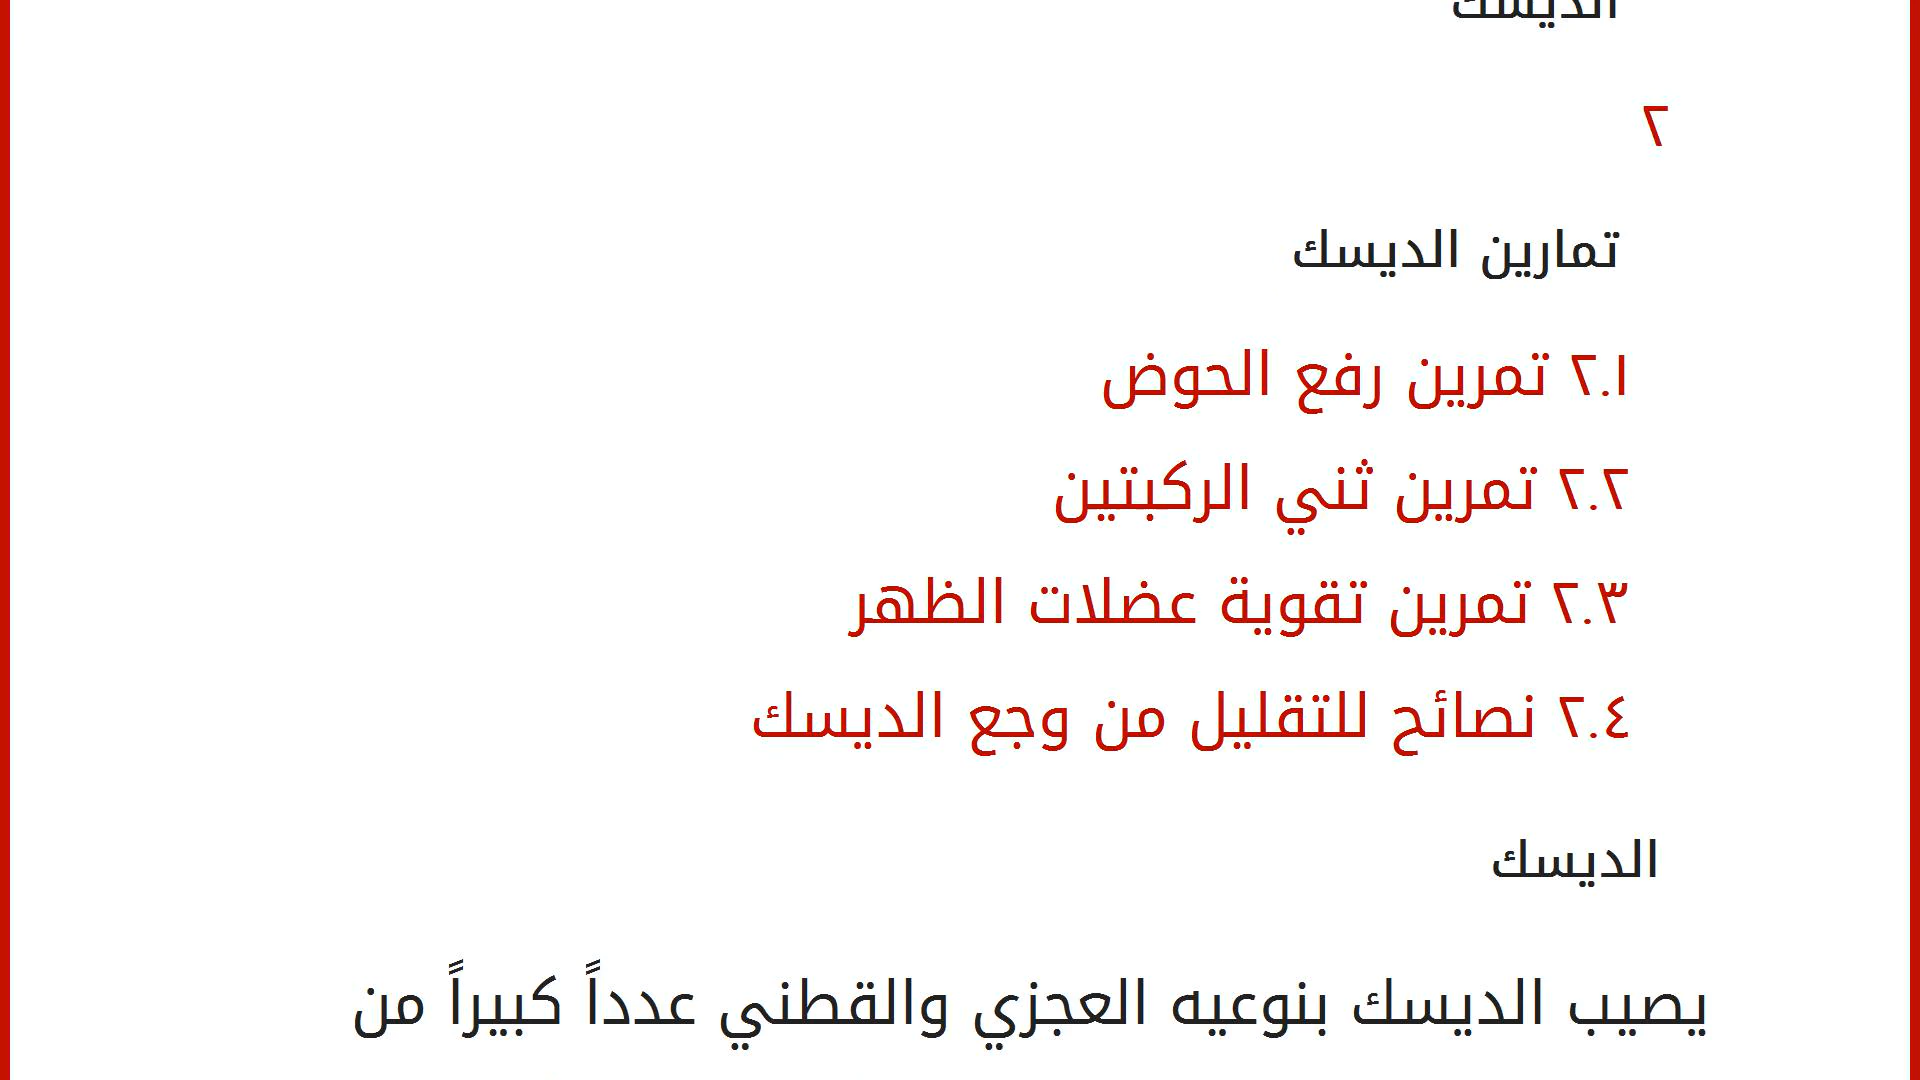 الديسك
٢
تمارين الديسك
٢.١ تمرين رفع الحوض
٢.٢ تمرين ثني الركبتين
٢.٣ تمرين تقوية عضلات الظهر
٢.٤ نصائح للتقليل من وجع الديسك
الديسك
يصيب الديسك بنوعيه العجزي والقطني عدداً كبيراً من